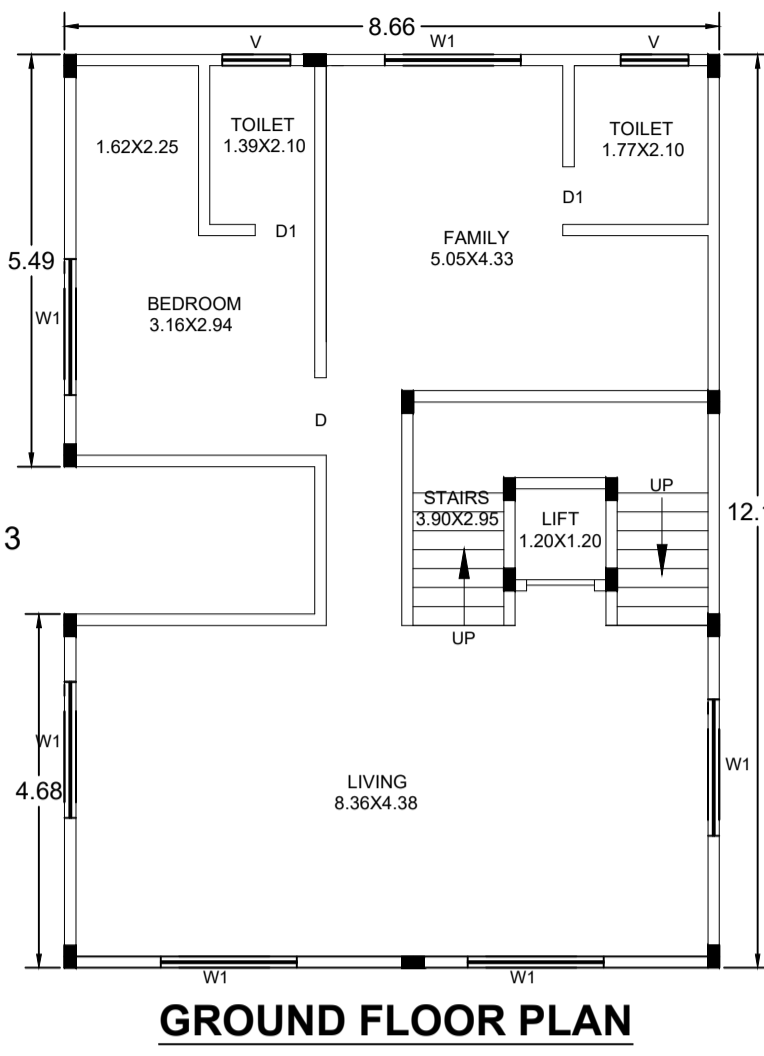 8.66
V
W1
V
TOILET
1.39X2.10
TOILET
1.77X2.10
1.62X2.25
D1
D1
FAMILY
5.05X4.33
5.49
BEDROOM
3.16X2.94
W1
D
STAIRS
3.90X2.95
UP
LIFT
1.20X1.20
12.1
3
UP
W1
4.68
LIVING
8.36X4.38
W1
W1
W1
GROUND FLOOR PLAN